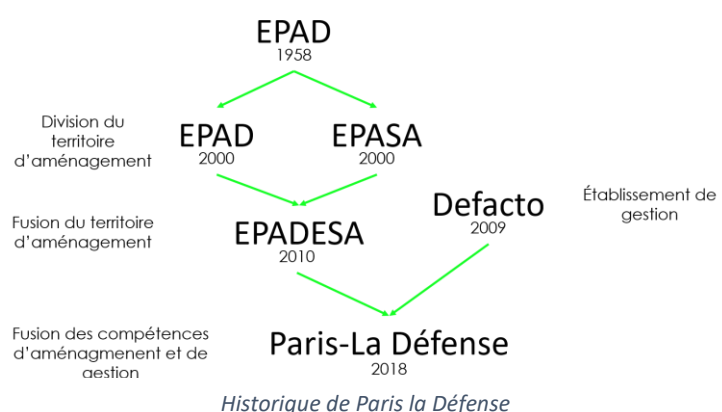 EPAD
1958
Division du
territoire
d'aménagement
EPAD
2000
EPASA
2000
Defacto
2009
Établissement de
gestion
Fusion du territoire
d'aménagement
EPADESA
2010
Fusion des compétences
d'aménagmenent et de
gestion
Paris-La Défense
2018
Historique de Paris la Défense